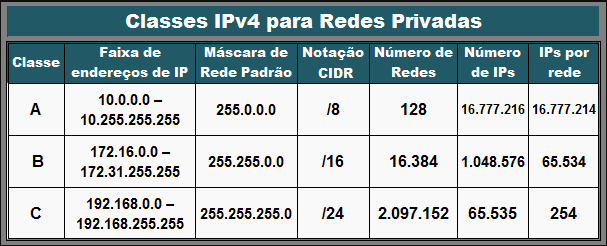 Classes IPv4 para Redes Privadas
Classe
Faixa de
endereços de IP
Máscara de
Rede Padrão
Notação
CIDR
Número de
Redes
Número
de IPs
IPs por
rede
A
10.0.0.0 –
10.255.255.255
255.0.0.0
/8
128
16.777.216
16.777.214
B
172.16.0.0 –
172.31.255.255
255.255.0.0
/16
16.384
1.048.576
65.534
C
192.168.0.0 –
192.168.255.255
255.255.255.0
/24
2.097.152
65.535
254